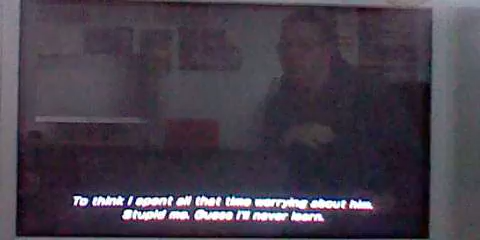 To think I spent all that time worrying about him.
Stupid me. Guess I'll never learn.